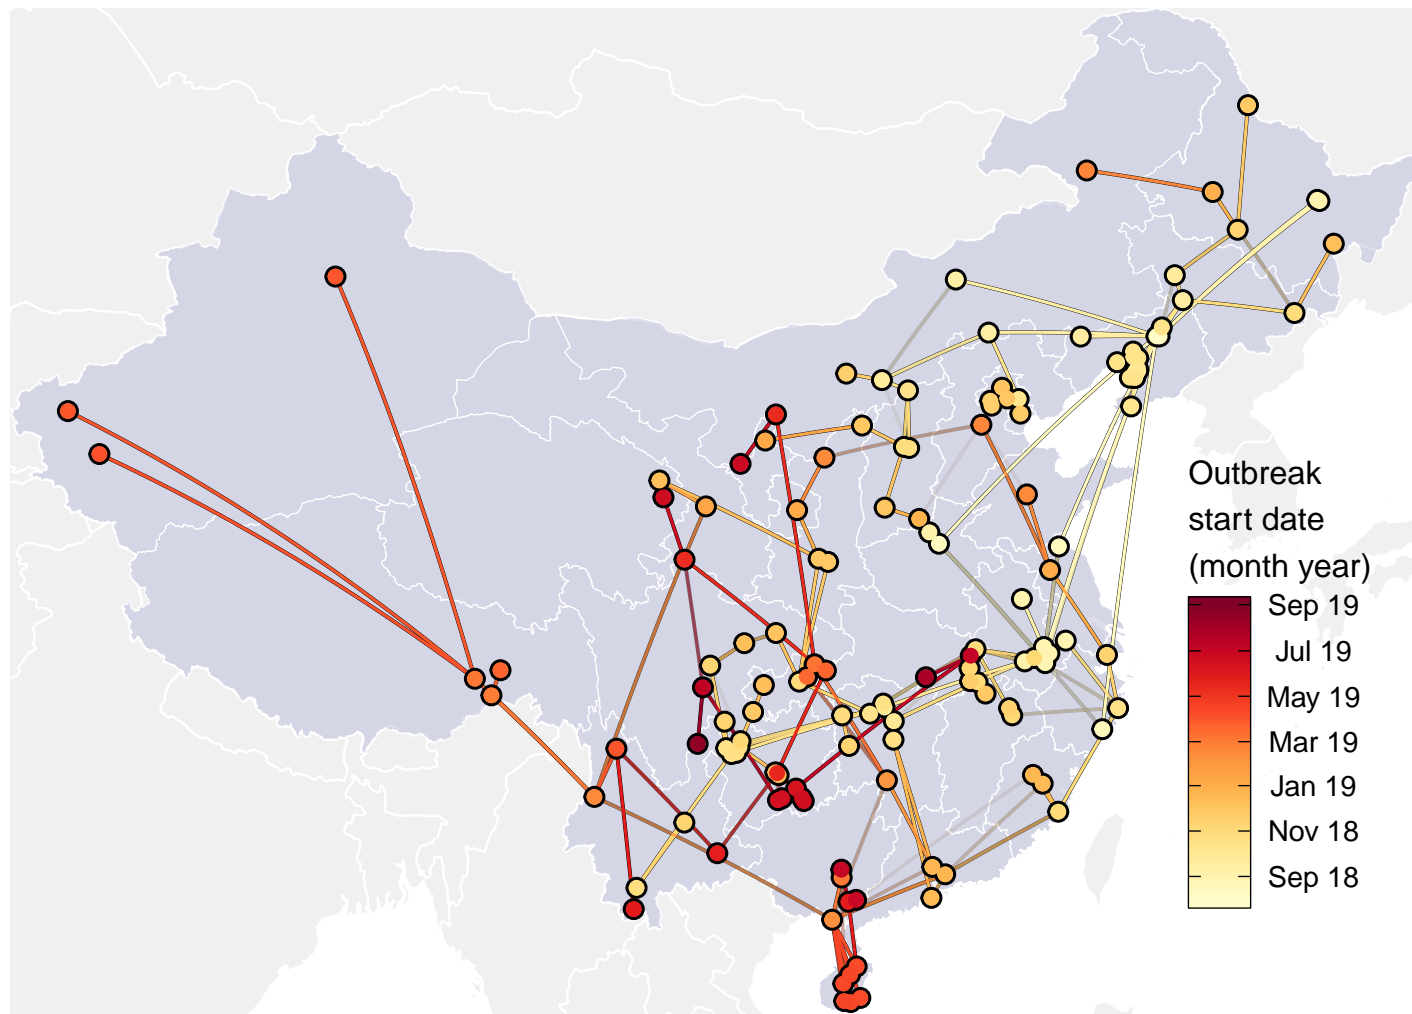 Outbreak
start date
(month year)
Sep 19
Jul 19
May 19
Mar 19
Jan 19
Nov 18
Sep 18